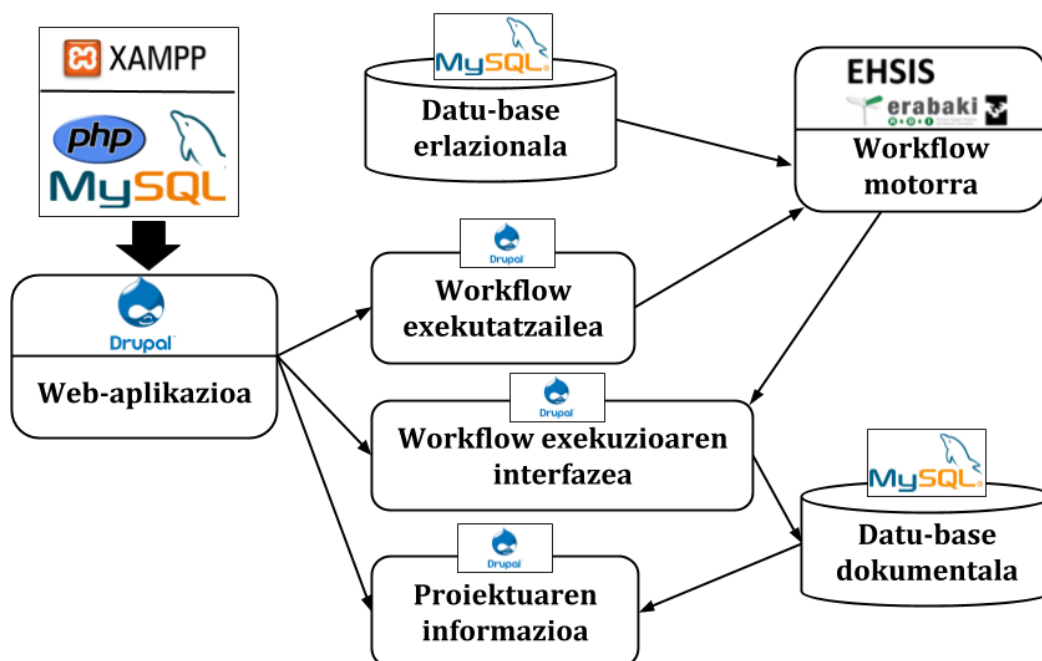 XAMPP
php
MySQL
Drupal
Web-aplikazioa
MySQL
Datu-base
erlazionala
EHSIS
erabaki
Workflow
motorra
Drupal
Workflow
exekutatzailea
Drupal
Workflow exekuzioaren
interfazea
MySQL
Datu-base
dokumentala
Drupal
Proiektuaren
informazioa